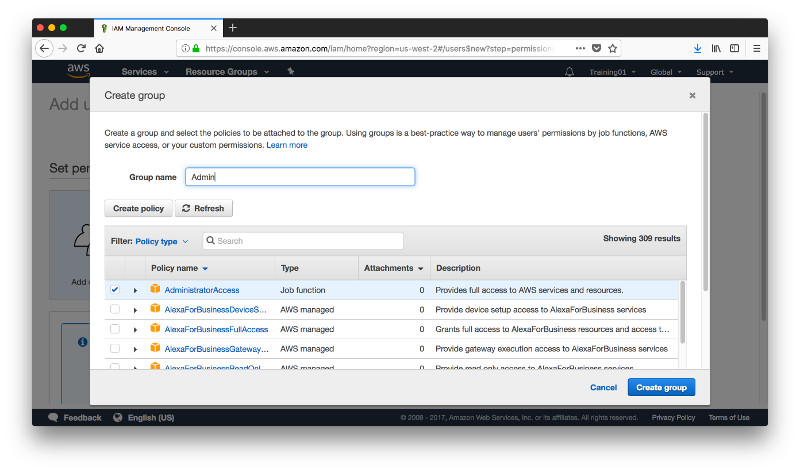 IAM Management Console
https://console.aws.amazon.com/iam/home?region=us-west-2#/users$new?step=permission
aws Services Resource Groups Training01 Global Support
Add u
Create group
Create a group and select the policies to be attached to the group. Using groups is a best-practice way to manage users' permissions by job functions, AWS
service access, or your custom permissions. Learn more
Set per
Group name Admin
Create policy Refresh
Filter: Policy type Search Showing 309 results
Policy name Type Attachments Description
Add u
AdministratorAccess Job function 0 Provides full access to AWS services and resources.
AlexaForBusinessDeviceS... AWS managed 0 Provide device setup access to AlexaForBusiness services
AlexaForBusinessFullAccess AWS managed 0 Grants full access to AlexaForBusiness resources and access t...
AlexaForBusinessGateway... AWS managed 0 Provide gateway execution access to AlexaForBusiness services
AlexaForBusinessReadOnl... AWS managed 0 Provide read only access to AlexaForBusiness services
Cancel Create group
Feedback English (US) © 2008 - 2017, Amazon Web Services, Inc. or its affiliates. All rights reserved. Privacy Policy Terms of Use